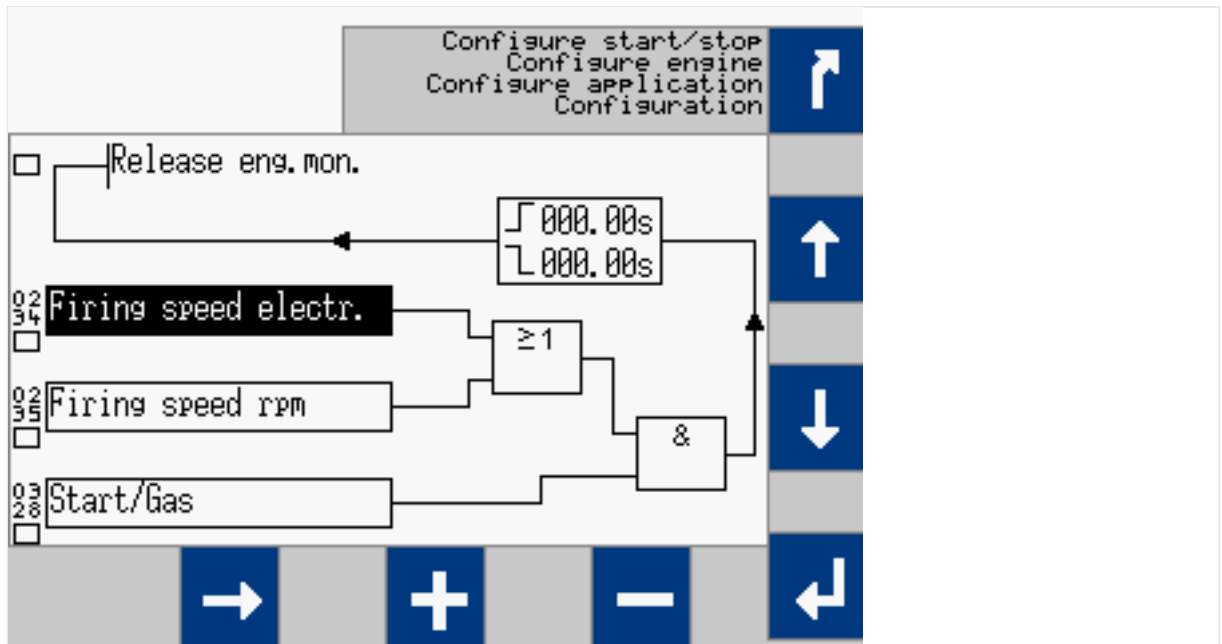 Configure start/stop
Configure engine
Configure application
Configuration
Release eng.mon.
000.00s
000.00s
02
34
Firing speed electr.
≥1
02
35
Firing speed rpm
&
03
28
Start/Gas